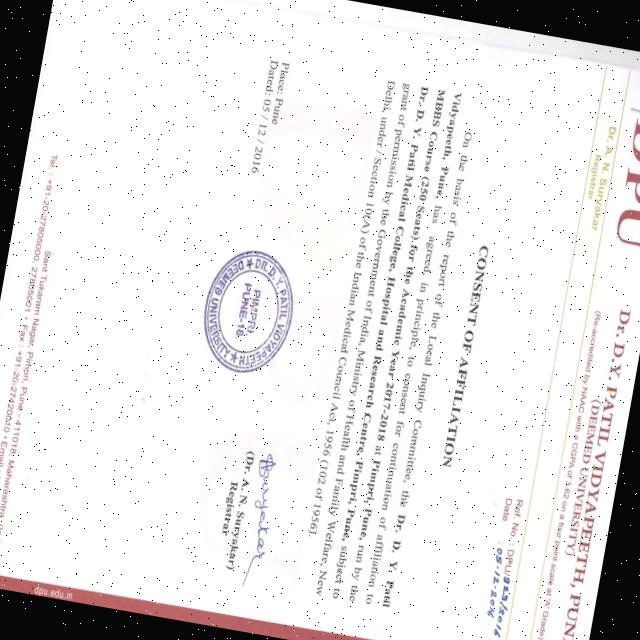 DPU
Dr. D.Y. PATIL VIDYAPEETH, PUN
(DEEMED UNIVERSITY)
(Re-accredited by NAAC with a CGPA of 3.62 on a four point scale at 'A' Grade)
Dr. A. N. Suryakar
Registrar
Ref. No. : DPU/
Date : 05.12.2016
CONSENT OF AFFILIATION
On the basis of the report of the Local Inquiry Committee, the Dr. D. Y. Patil
Vidyapeeth, Pune, has agreed, in principle, to consent for continuation of affiliation to
MBBS Course (250 Seats) for the Academic Year 2017-2018 at Pimpri, Pune, run by the
Dr. D. Y. Patil Medical College, Hospital and Research Centre, Pimpri, Pune, subject to
grant of permission by the Government of India, Ministry of Health and Family Welfare, New
Delhi, under / Section 10(A) of the Indian Medical Council Act, 1956 (102 of 1956).
Place: Pune
Dated: 05 / 12 / 2016
DR. D.Y. PATIL VIDYAPEETH
(DEEMED UNIVERSITY)
PIMPRI
PUNE-18
(Dr. A. N. Suryakar)
Registrar
Sant Tukaram Nagar, Pimpri, Pune - 411018, Maharashtra
Tel : +91-20-27805000, 27805001
dpu.edu.in